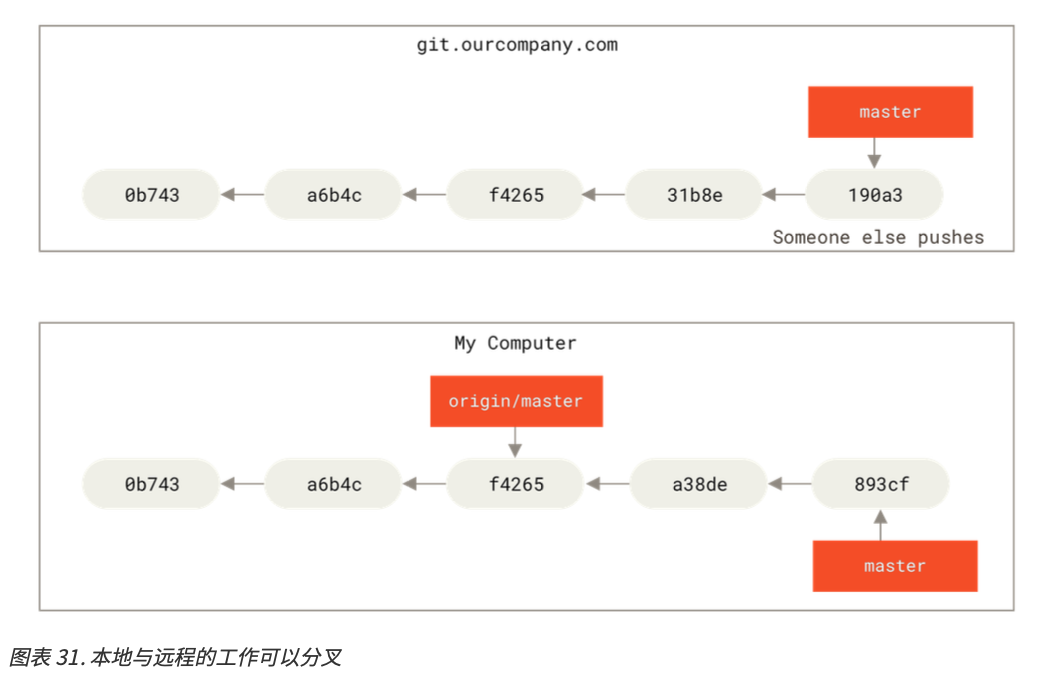 git.ourcompany.com
master
0b743 a6b4c f4265 31b8e 190a3
Someone else pushes
My Computer
origin/master
0b743 a6b4c f4265 a38de 893cf
master
图表 31. 本地与远程的工作可以分叉